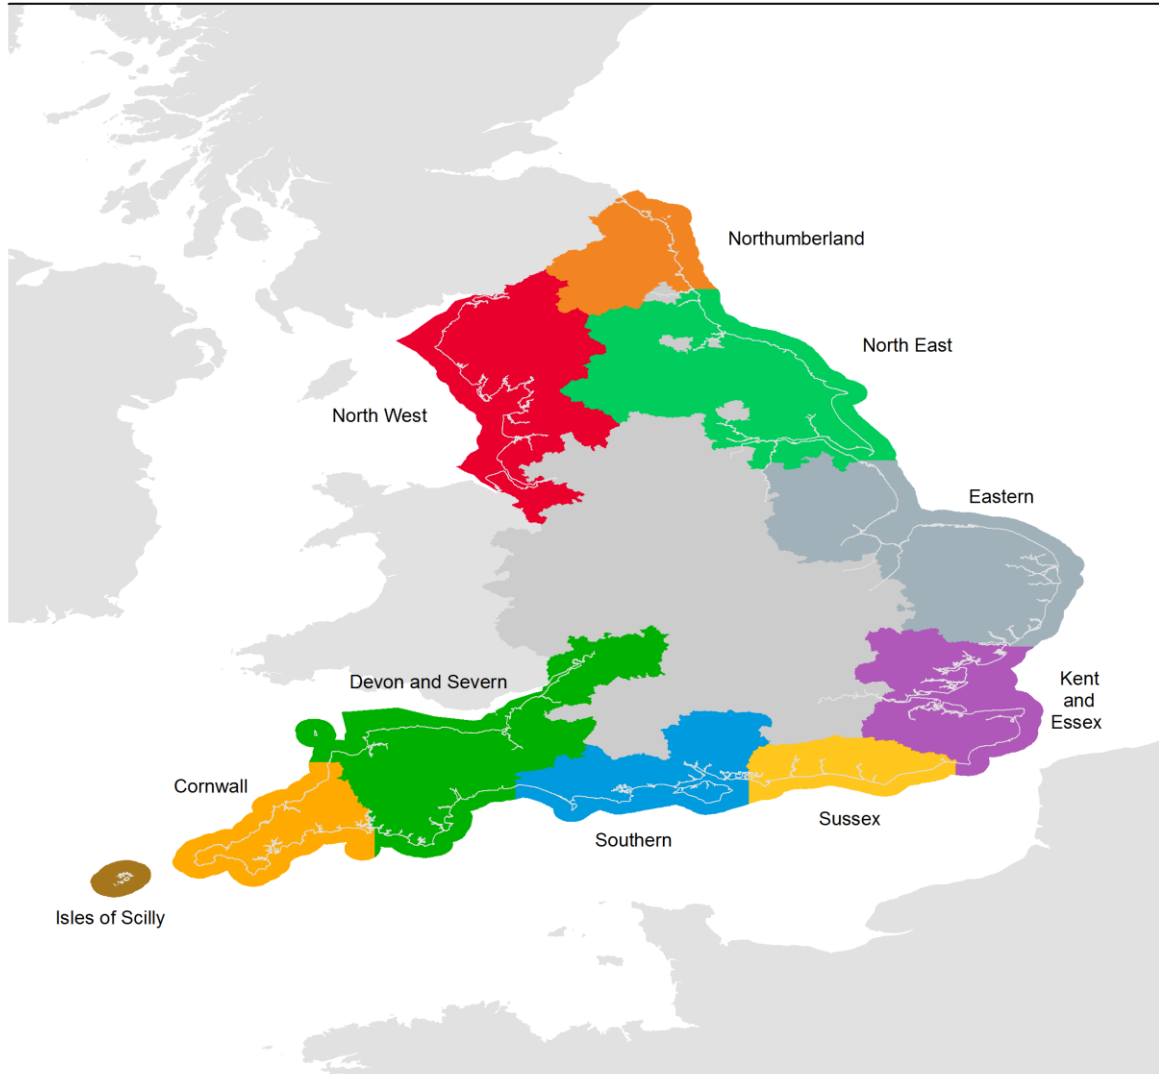 Northumberland
North East
North West
Eastern
Devon and Severn
Kent
and
Essex
Cornwall
Sussex
Southern
Isles of Scilly